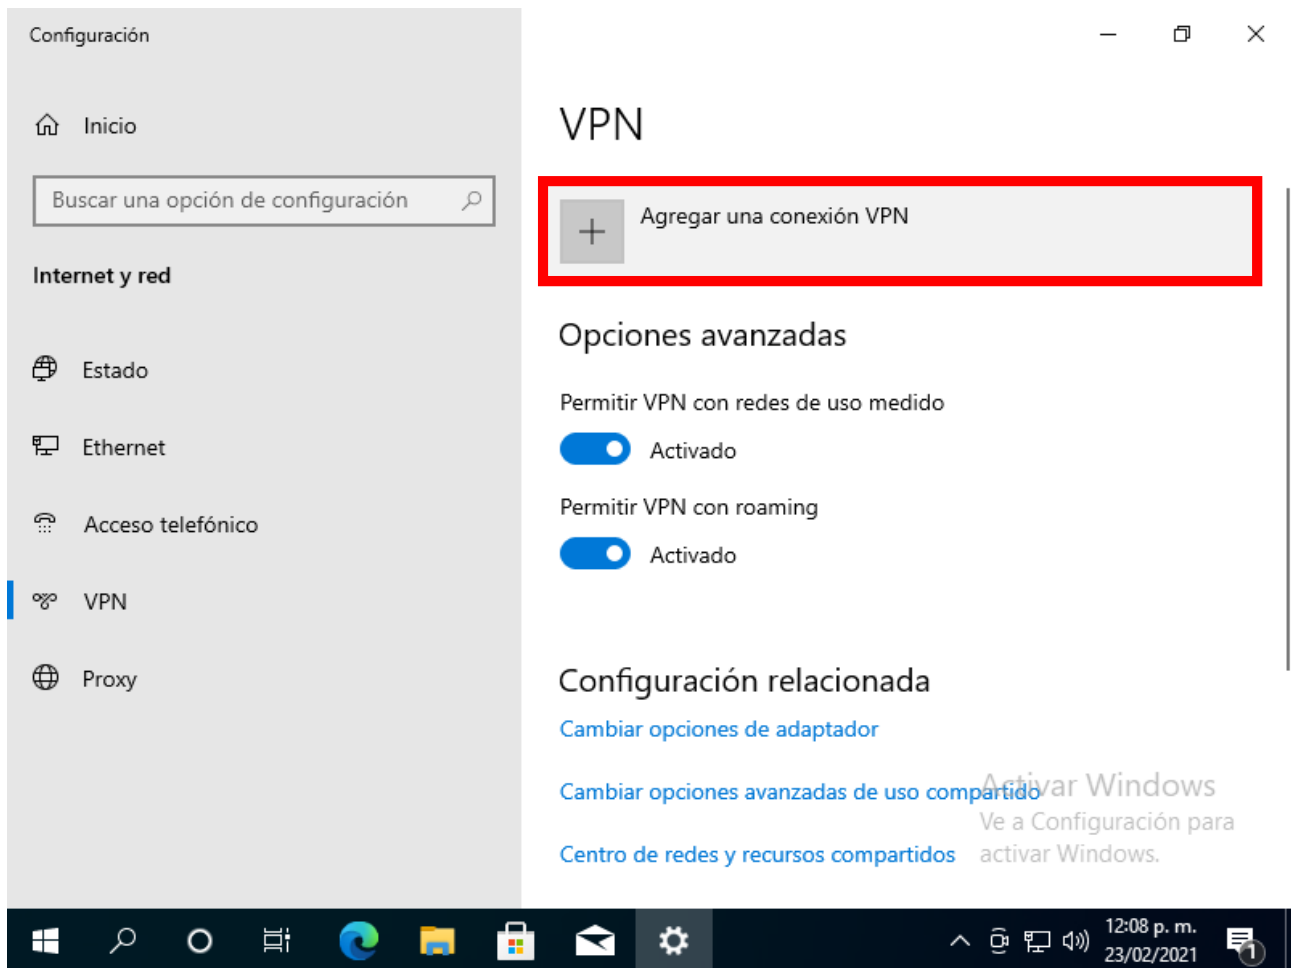 Configuración
Inicio
Buscar una opción de configuración
Internet y red
Estado
Ethernet
Acceso telefónico
VPN
Proxy
VPN
Agregar una conexión VPN
Opciones avanzadas
Permitir VPN con redes de uso medido
Activado
Permitir VPN con roaming
Activado
Configuración relacionada
Cambiar opciones de adaptador
Cambiar opciones avanzadas de uso compartido
Centro de redes y recursos compartidos
Activar Windows
Ve a Configuración para
activar Windows.
12:08 p. m.
23/02/2021
1